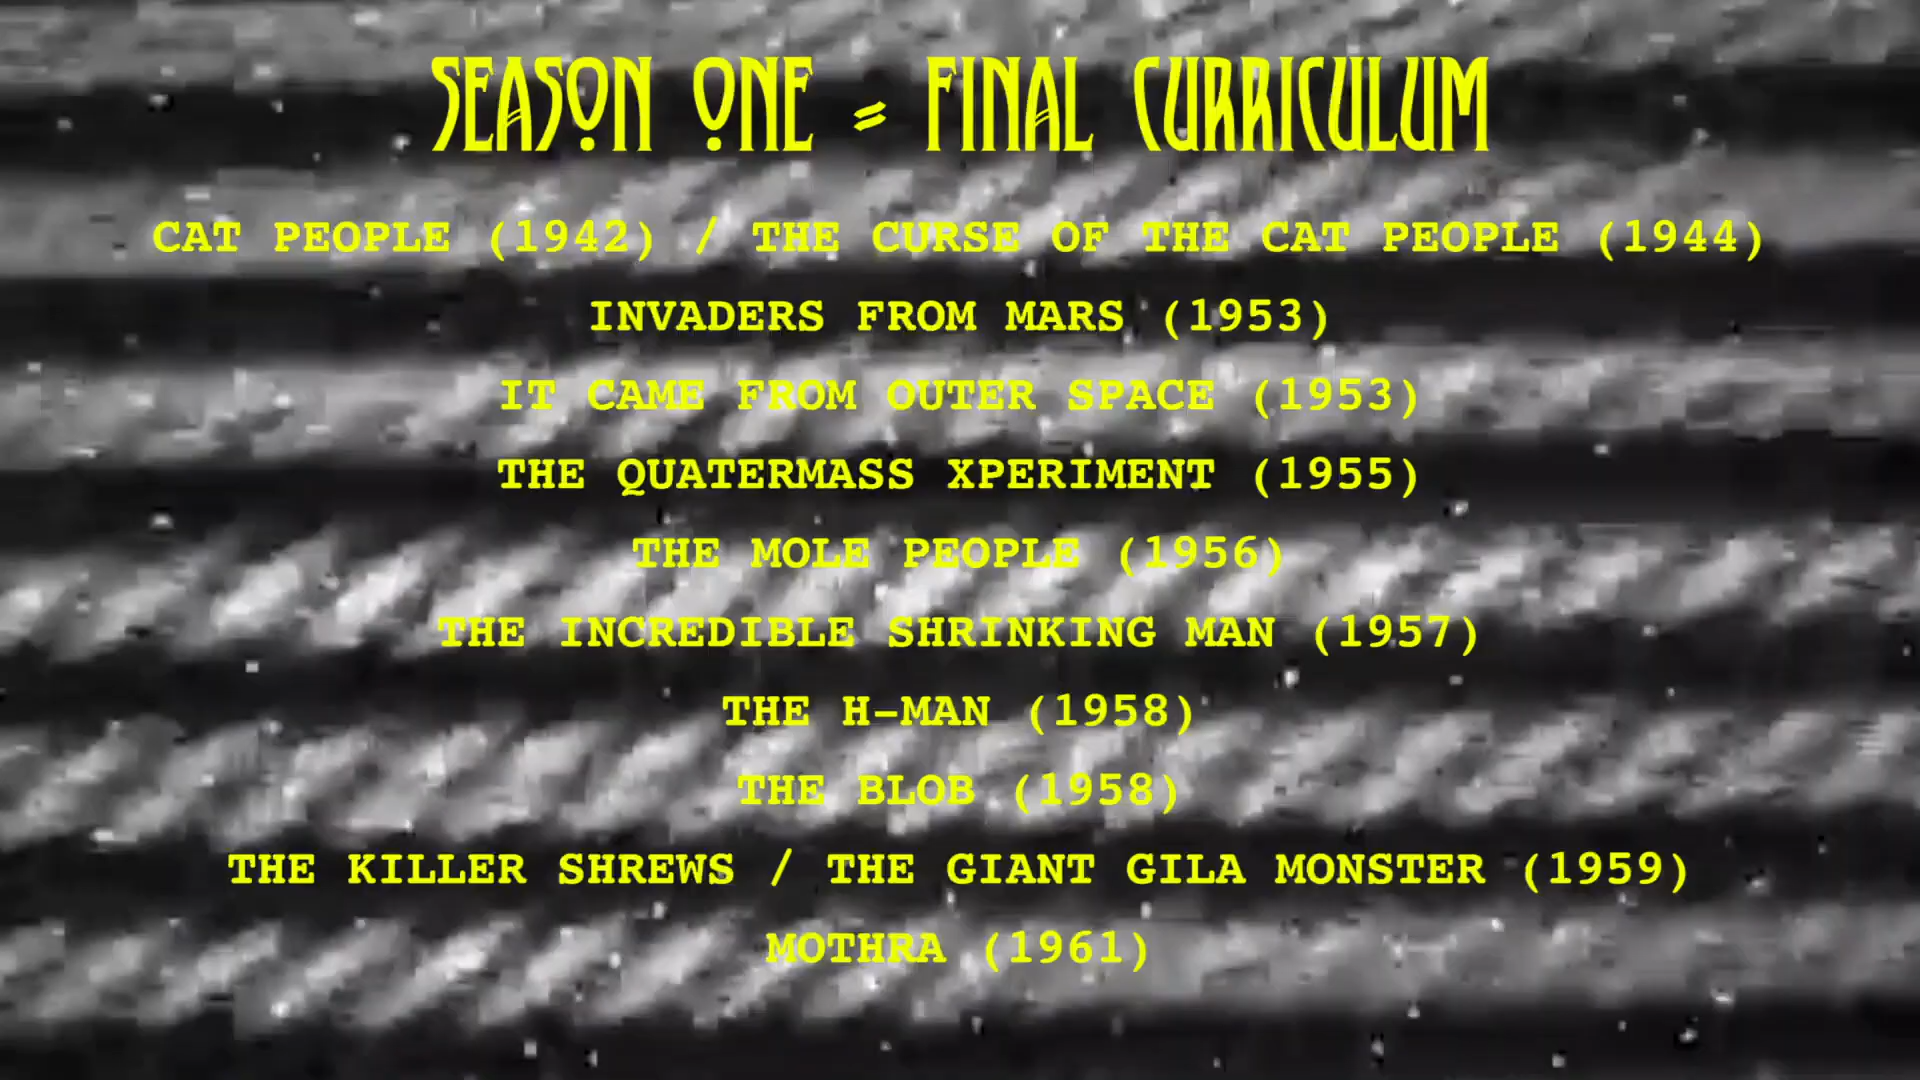 SEASON ONE = FINAL CURRICULUM
CAT PEOPLE (1942) / THE CURSE OF THE CAT PEOPLE (1944)
INVADERS FROM MARS (1953)
IT CAME FROM OUTER SPACE (1953)
THE QUATERMASS XPERIMENT (1955)
THE MOLE PEOPLE (1956)
THE INCREDIBLE SHRINKING MAN (1957)
THE H-MAN (1958)
THE BLOB (1958)
THE KILLER SHREWS / THE GIANT GILA MONSTER (1959)
MOTHRA (1961)